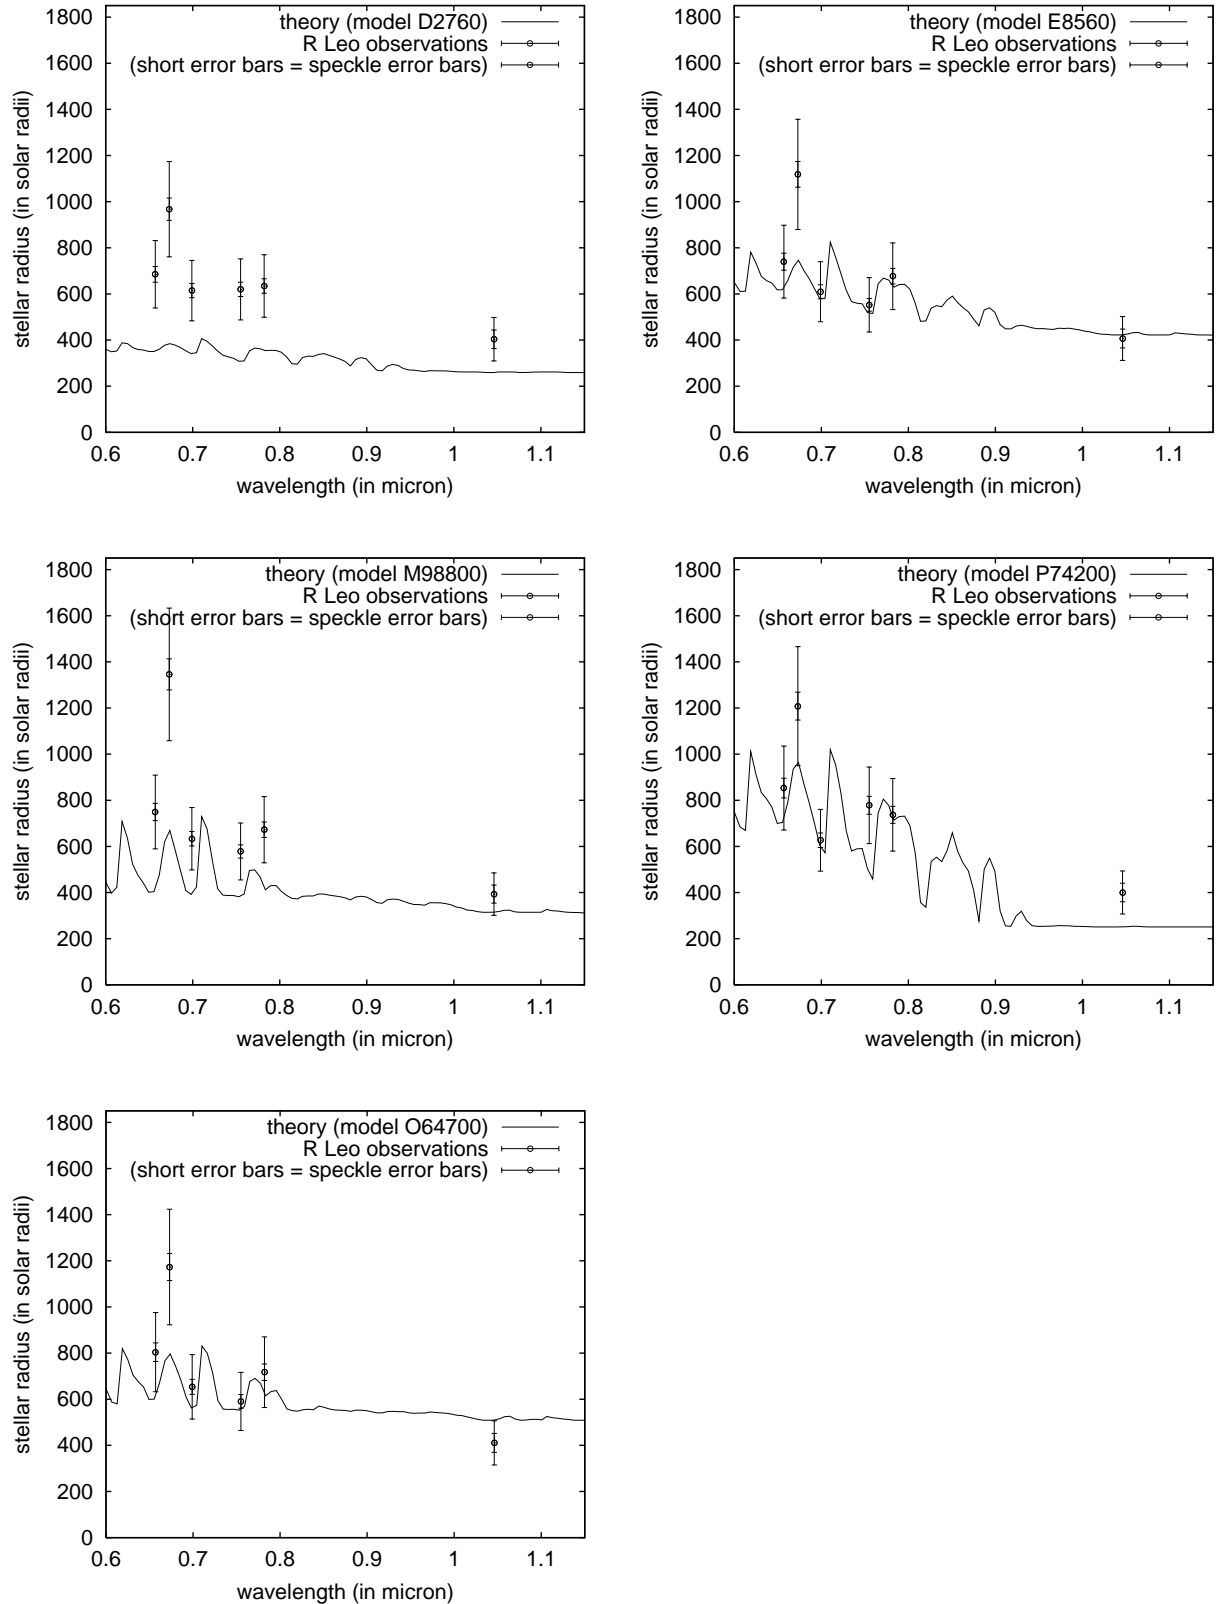 theory (model D2760)
R Leo observations
(short error bars = speckle error bars)
stellar radius (in solar radii)
1800
1600
1400
1200
1000
800
600
400
200
0
0.6 0.7 0.8 0.9 1 1.1
wavelength (in micron)
theory (model E8560)
R Leo observations
(short error bars = speckle error bars)
stellar radius (in solar radii)
1800
1600
1400
1200
1000
800
600
400
200
0
0.6 0.7 0.8 0.9 1 1.1
wavelength (in micron)
theory (model M98800)
R Leo observations
(short error bars = speckle error bars)
stellar radius (in solar radii)
1800
1600
1400
1200
1000
800
600
400
200
0
0.6 0.7 0.8 0.9 1 1.1
wavelength (in micron)
theory (model P74200)
R Leo observations
(short error bars = speckle error bars)
stellar radius (in solar radii)
1800
1600
1400
1200
1000
800
600
400
200
0
0.6 0.7 0.8 0.9 1 1.1
wavelength (in micron)
theory (model O64700)
R Leo observations
(short error bars = speckle error bars)
stellar radius (in solar radii)
1800
1600
1400
1200
1000
800
600
400
200
0
0.6 0.7 0.8 0.9 1 1.1
wavelength (in micron)